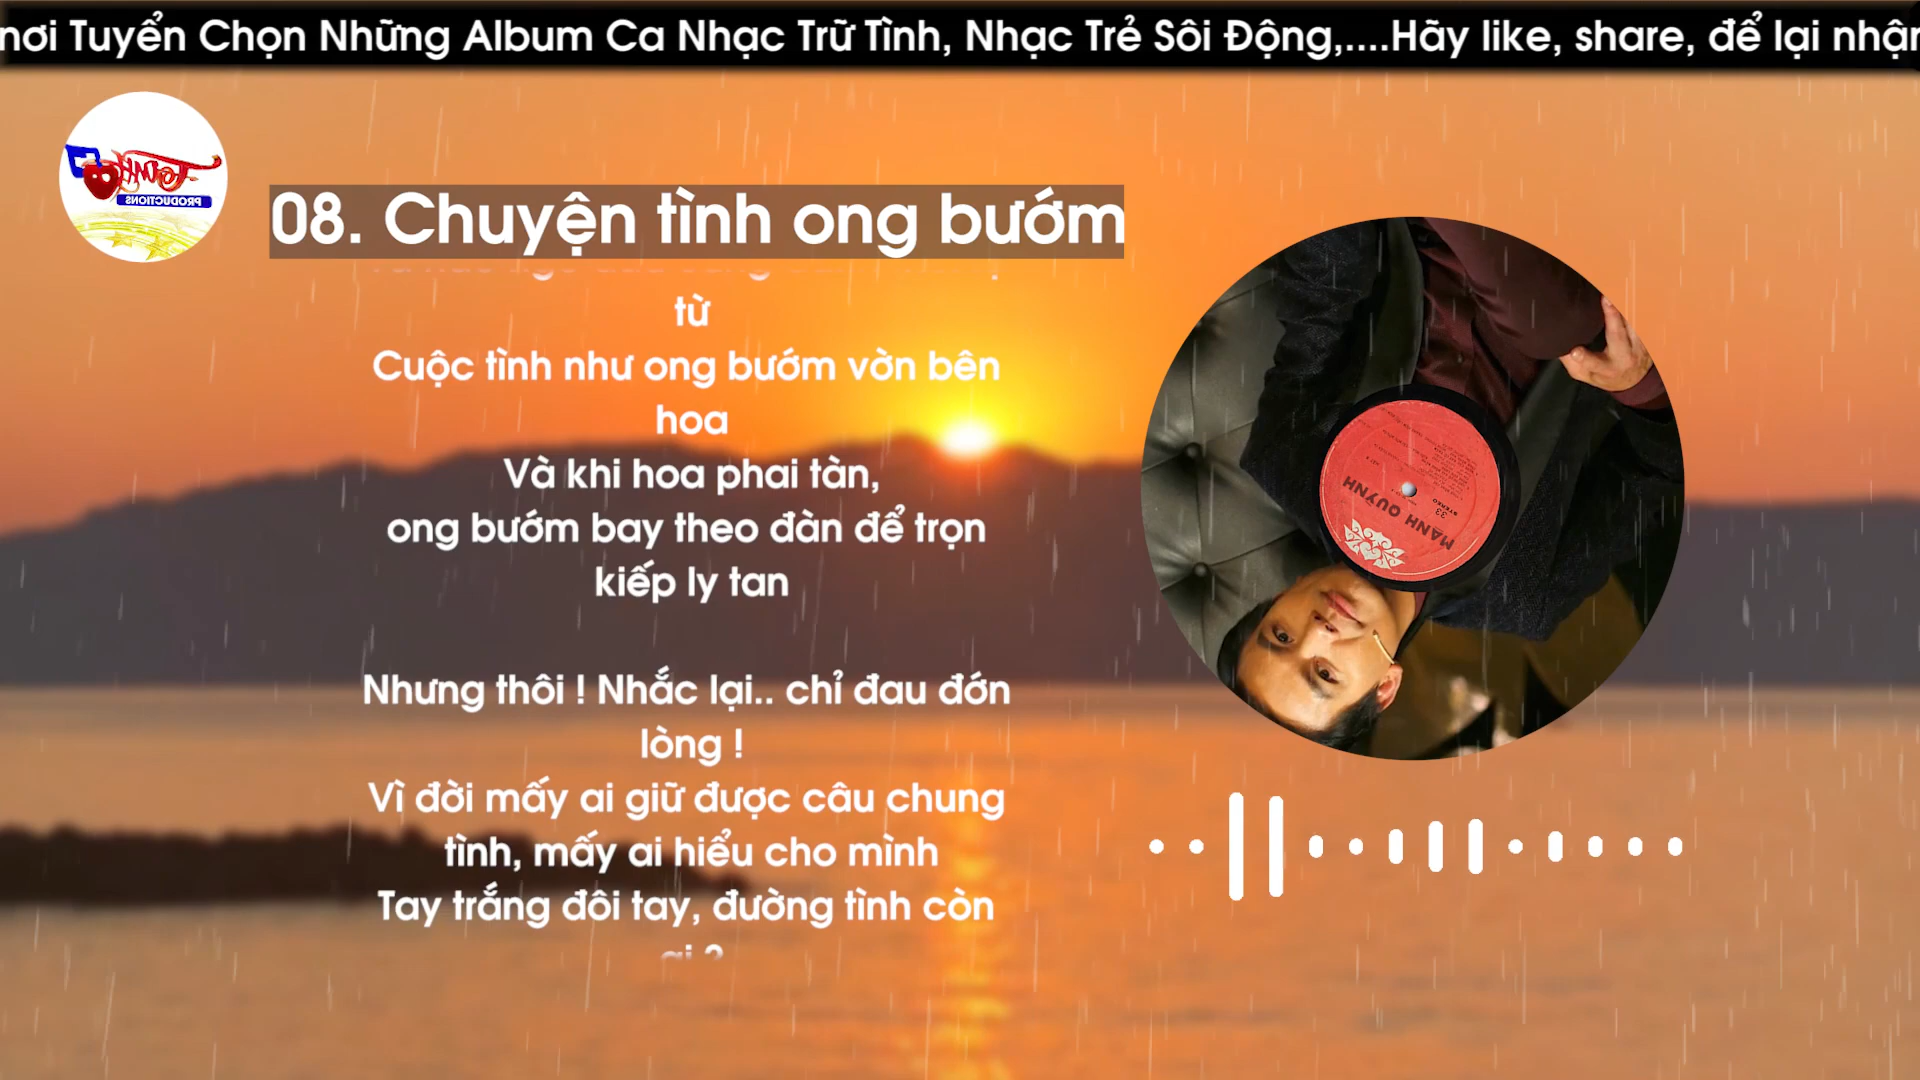 nơi Tuyển Chọn Những Album Ca Nhạc Trữ Tình, Nhạc Trẻ Sôi Động,....Hãy like, share, để lại nhận
PRODUCTIONS
08. Chuyện tình ong bướm
từ
Cuộc tình như ong bướm vờn bên
hoa
Và khi hoa phai tàn,
ong bướm bay theo đàn để trọn
kiếp ly tan
Nhưng thôi ! Nhắc lại.. chỉ đau đớn
lòng !
Vì đời mấy ai giữ được câu chung
tình, mấy ai hiểu cho mình
Tay trắng đôi tay, đường tình còn
MẠNH QUỲNH
33
STEREO